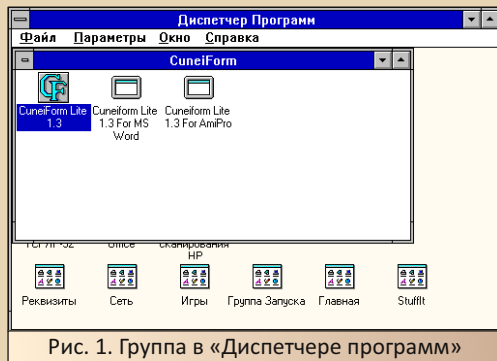 Диспетчер Программ
Файл Параметры Окно Справка
CuneiForm
CuneiForm Lite 1.3
Cuneiform Lite 1.3 For MS Word
Cuneiform Lite 1.3 For AmiPro
Office
сканирования
HP
Реквизиты Сеть Игры Группа Запуска Главная StuffIt
Рис. 1. Группа в «Диспетчере программ»